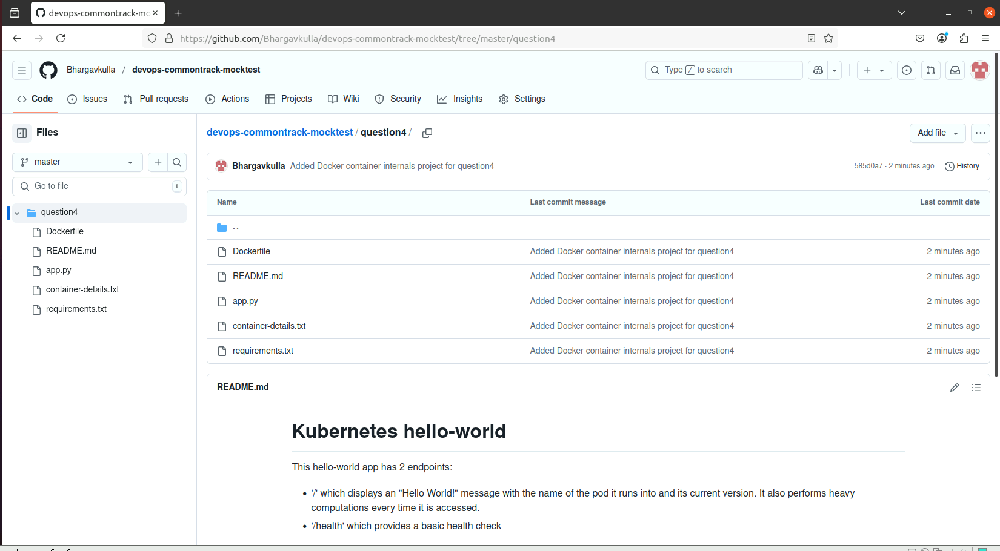 devops-commontrack-mo
https://github.com/Bhargavkulla/devops-commontrack-mocktest/tree/master/question4
Bhargavkulla / devops-commontrack-mocktest
Type / to search
Code Issues Pull requests Actions Projects Wiki Security Insights Settings
Files
master
Go to file t
question4
Dockerfile
README.md
app.py
container-details.txt
requirements.txt
devops-commontrack-mocktest / question4 /
Add file
Bhargavkulla Added Docker container internals project for question4 585d0a7 · 2 minutes ago History
Name Last commit message Last commit date
..
Dockerfile Added Docker container internals project for question4 2 minutes ago
README.md Added Docker container internals project for question4 2 minutes ago
app.py Added Docker container internals project for question4 2 minutes ago
container-details.txt Added Docker container internals project for question4 2 minutes ago
requirements.txt Added Docker container internals project for question4 2 minutes ago
README.md
Kubernetes hello-world
This hello-world app has 2 endpoints:
• '/' which displays an "Hello World!" message with the name of the pod it runs into and its current version. It also performs heavy
computations every time it is accessed.
• '/health' which provides a basic health check